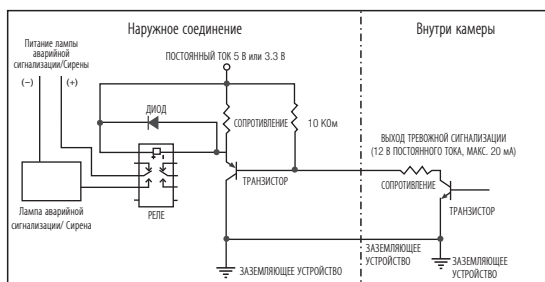 Наружное соединение
Внутри камеры
Питание лампы
аварийной
сигнализации/Сирены
(−)
(+)
ПОСТОЯННЫЙ ТОК 5 В или 3.3 В
ДИОД
СОПРОТИВЛЕНИЕ
10 КОм
ВЫХОД ТРЕВОЖНОЙ СИГНАЛИЗАЦИИ
(12 В ПОСТОЯННОГО ТОКА, МАКС. 20 мА)
ТРАНЗИСТОР
СОПРОТИВЛЕНИЕ
ТРАНЗИСТОР
РЕЛЕ
Лампа аварийной
сигнализации/ Сирена
ЗАЗЕМЛЯЮЩЕЕ УСТРОЙСТВО
ЗАЗЕМЛЯЮЩЕЕ
УСТРОЙСТВО
ЗАЗЕМЛЯЮЩЕЕ
УСТРОЙСТВО